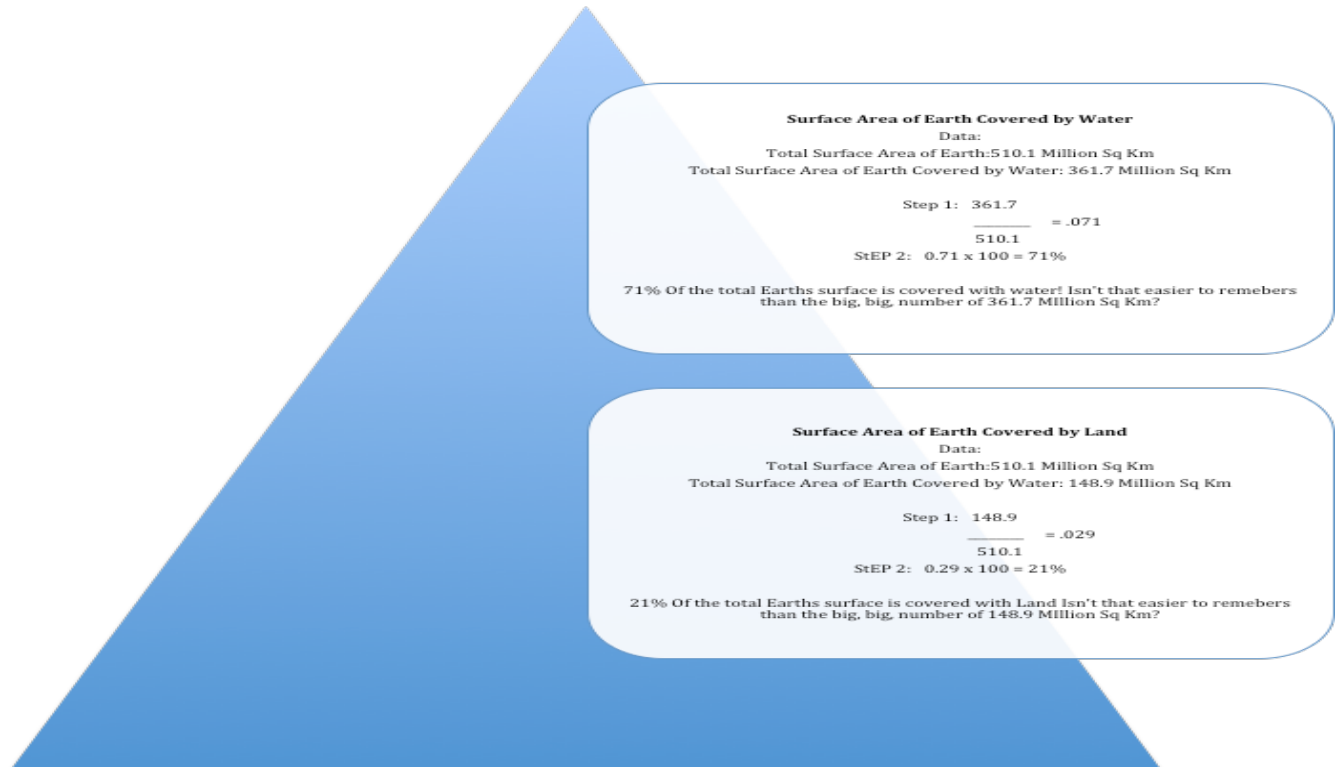 Surface Area of Earth Covered by Water
Data:
Total Surface Area of Earth:510.1 Million Sq Km
Total Surface Area of Earth Covered by Water: 361.7 Million Sq Km
Step 1: 361.7
______ = .071
510.1
StEP 2: 0.71 x 100 = 71%
71% Of the total Earths surface is covered with water! Isn't that easier to remebers
than the big, big, number of 361.7 MIllion Sq Km?
Surface Area of Earth Covered by Land
Data:
Total Surface Area of Earth:510.1 Million Sq Km
Total Surface Area of Earth Covered by Water: 148.9 Million Sq Km
Step 1: 148.9
______ = .029
510.1
StEP 2: 0.29 x 100 = 21%
21% Of the total Earths surface is covered with Land Isn't that easier to remebers
than the big, big, number of 148.9 MIllion Sq Km?